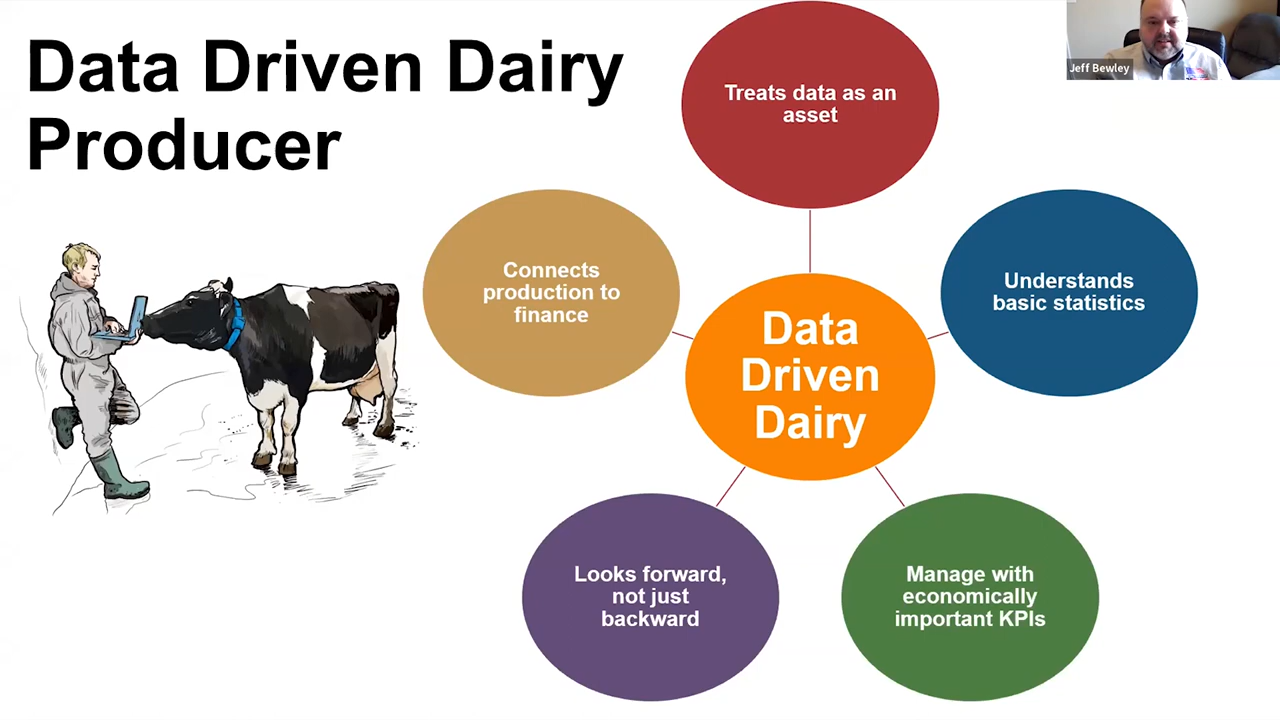 Data Driven Dairy
Producer
Jeff Bewley
Treats data as an
asset
Connects
production to
finance
Understands
basic statistics
Data
Driven
Dairy
Looks forward,
not just
backward
Manage with
economically
important KPIs